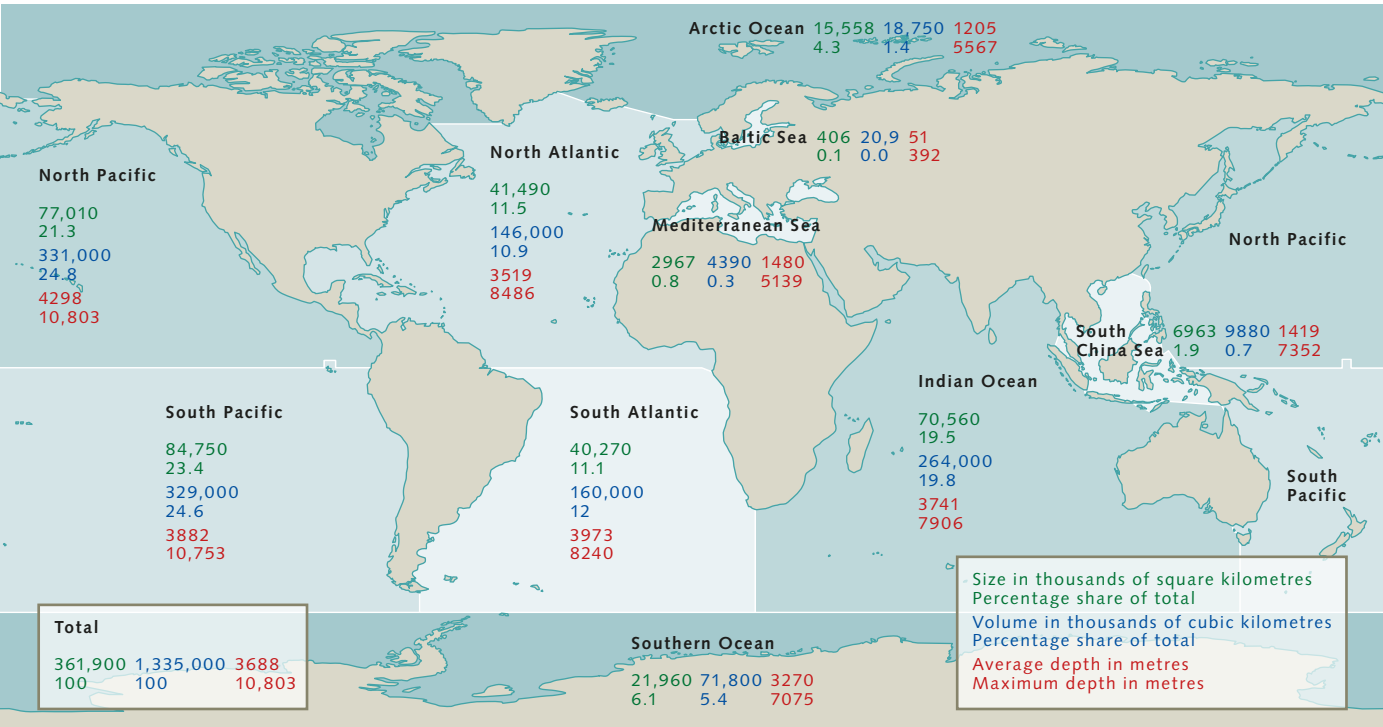 Arctic Ocean 15,558 18,750 1205
4.3 1.4 5567
Baltic Sea 406 20,9 51
0.1 0.0 392
North Atlantic
41,490
11.5
146,000
10.9
3519
8486
North Pacific
77,010
21.3
331,000
24.8
4298
10,803
Mediterranean Sea
2967 4390 1480
0.8 0.3 5139
North Pacific
South
China Sea
6963 9880 1419
1.9 0.7 7352
Indian Ocean
70,560
19.5
264,000
19.8
3741
7906
South Pacific
84,750
23.4
329,000
24.6
3882
10,753
South Atlantic
40,270
11.1
160,000
12
3973
8240
South
Pacific
Size in thousands of square kilometres
Percentage share of total
Volume in thousands of cubic kilometres
Percentage share of total
Average depth in metres
Maximum depth in metres
Total
361,900 1,335,000 3688
100 100 10,803
Southern Ocean
21,960 71,800 3270
6.1 5.4 7075